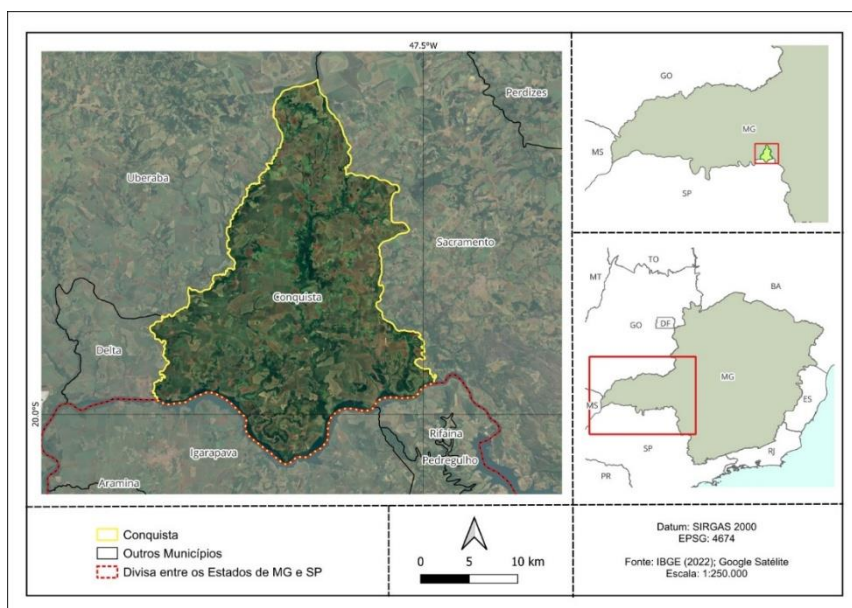 47.5°W
Perdizes
Uberaba
Sacramento
Conquista
Delta
20.0°S
Igarapava
Rifaina
Pedregulho
Aramina
GO
MG
MS
SP
TO
MT
BA
GO
DF
MG
MS
ES
SP
RJ
PR
Conquista
Outros Municípios
Divisa entre os Estados de MG e SP
0 5 10 km
Datum: SIRGAS 2000
EPSG: 4674
Fonte: IBGE (2022); Google Satélite
Escala: 1:250.000